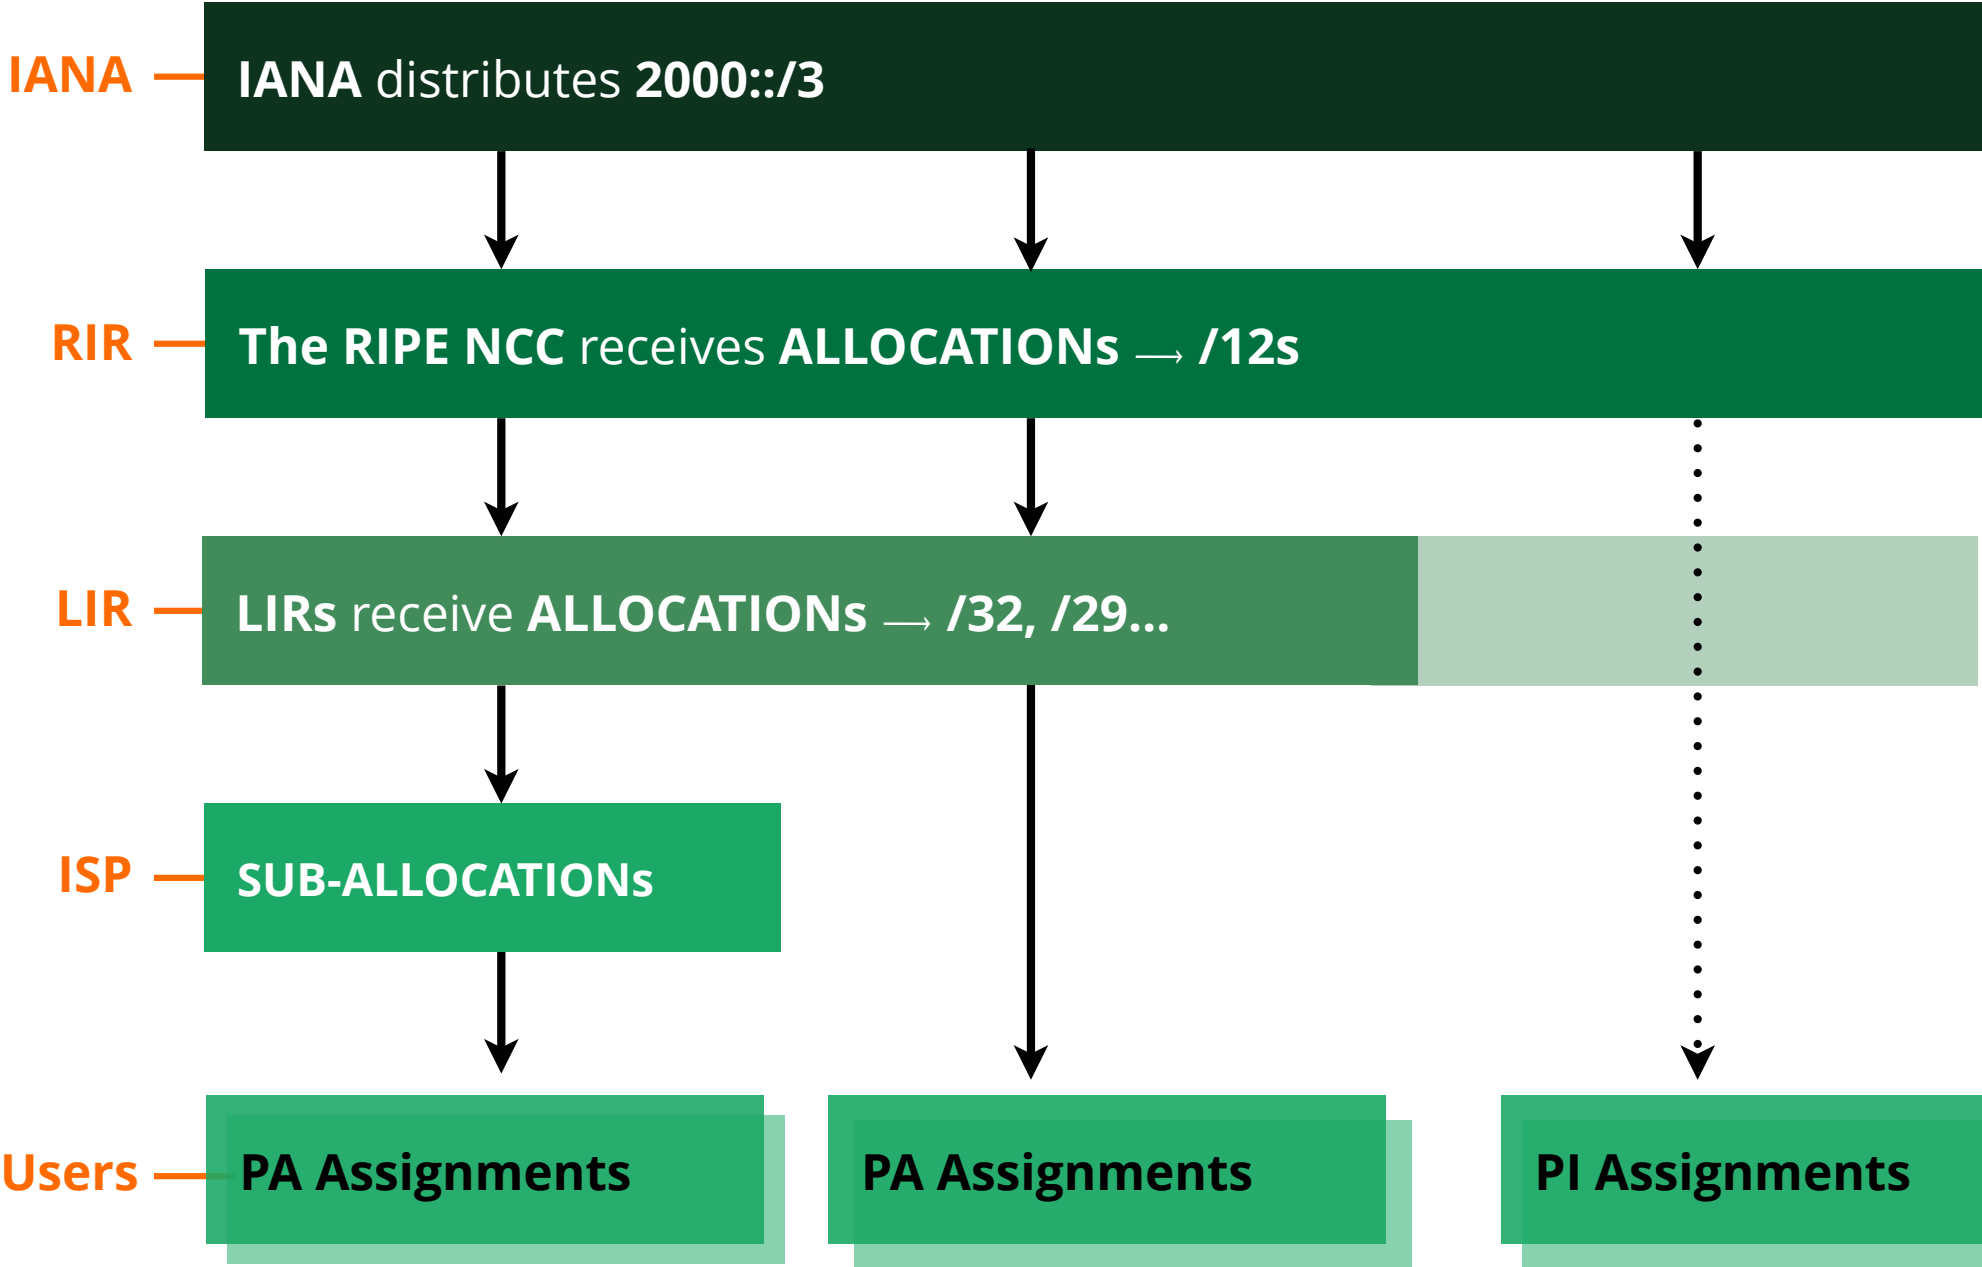 IANA
IANA distributes 2000::/3
RIR
The RIPE NCC receives ALLOCATIONs → /12s
LIR
LIRs receive ALLOCATIONs → /32, /29...
ISP
SUB-ALLOCATIONs
Users
PA Assignments
PA Assignments
PI Assignments